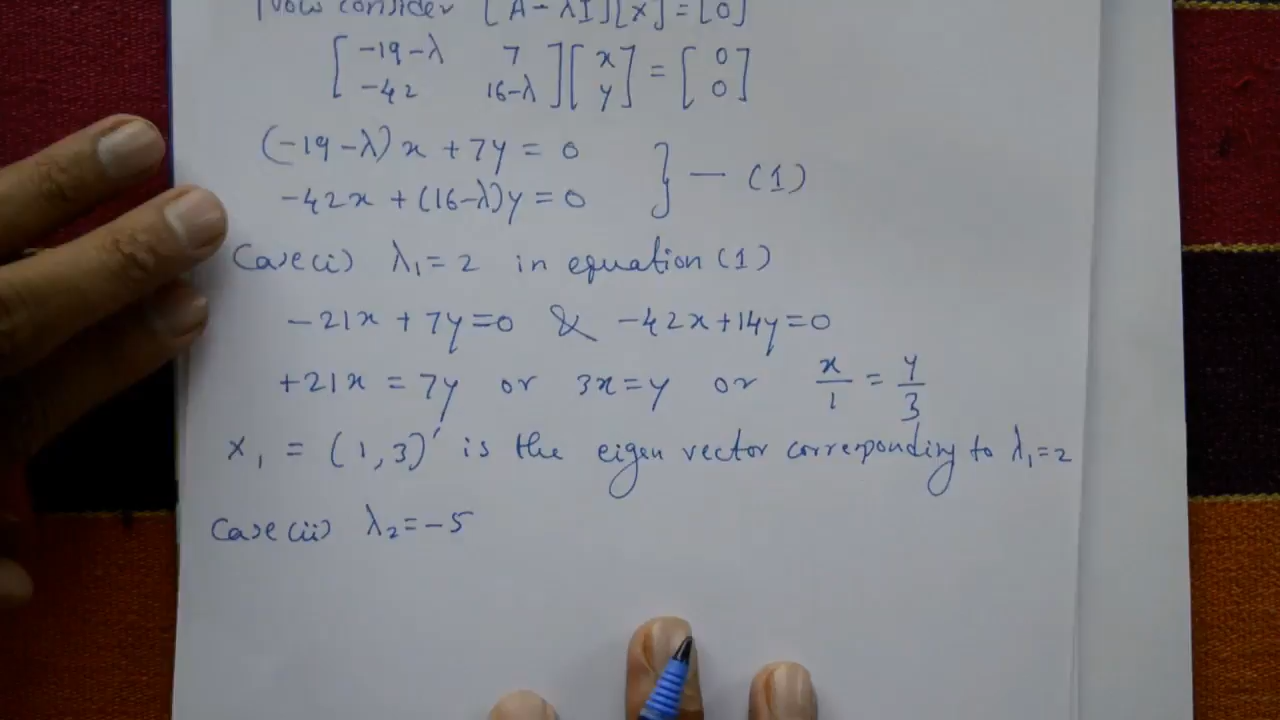 Now consider [A-λI][x]=[0]
[-19-λ 7][x]=[0]
[-42 16-λ][y] [0]
(-19-λ)x+7y=0
-42x+(16-λ)y=0 } — (1)
Case(i) λ₁=2 in equation (1)
-21x+7y=0 & -42x+14y=0
+21x=7y or 3x=y or x/1=y/3
x₁=(1,3)' is the eigen vector corresponding to λ₁=2
Case(ii) λ₂=-5